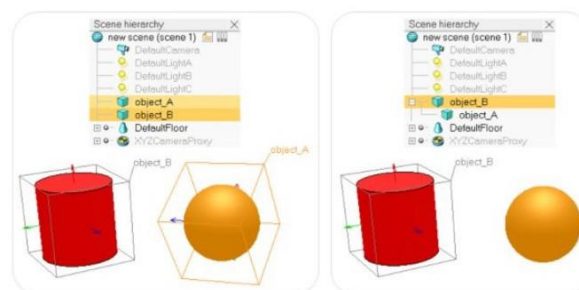 Scene hierarchy
new scene (scene 1)
DefaultCamera
DefaultLightA
DefaultLightB
DefaultLightC
object_A
object_B
DefaultFloor
XYZCameraProxy
object_B
object_A
Scene hierarchy
new scene (scene 1)
DefaultCamera
DefaultLightA
DefaultLightB
DefaultLightC
object_B
object_A
DefaultFloor
XYZCameraProxy
object_B